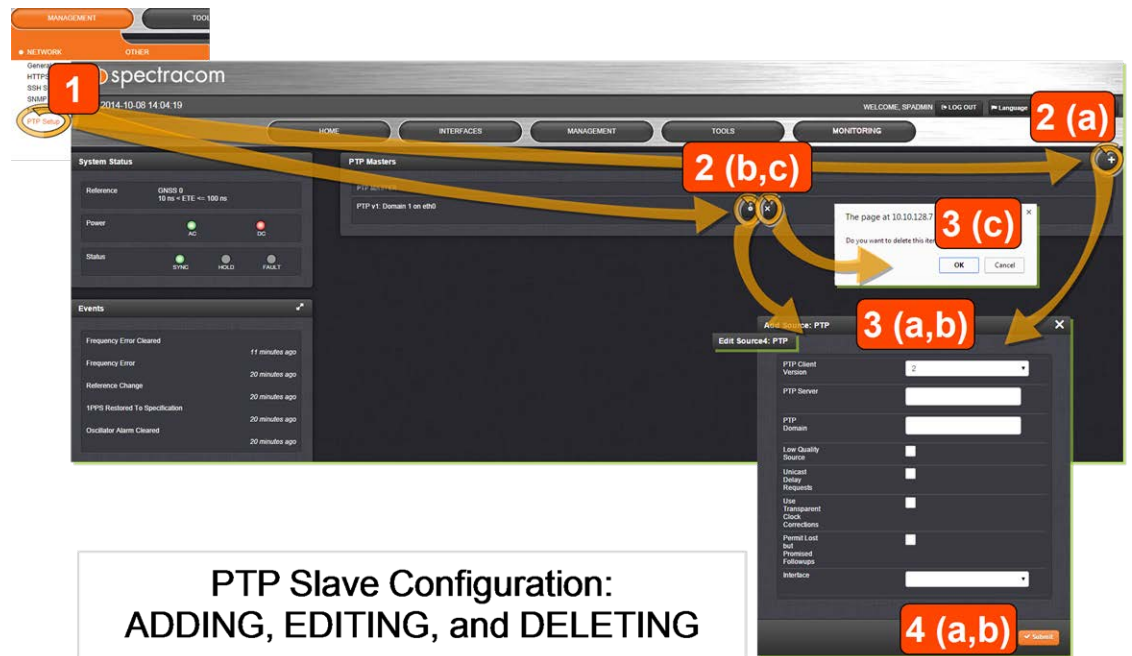 MANAGEMENT
TOOL
NETWORK
OTHER
General
HTTPS
SSH S
SNMP
PTP Setup
1
spectracom
2014-10-08 14:04:19
WELCOME, SPADMIN
LOG OUT
Language
2 (a)
HOME
INTERFACES
MANAGEMENT
TOOLS
MONITORING
System Status
Reference
GNSS 0
10 ns < ETE <= 100 ns
Power
AC
DC
Status
SYNC
HOLD
FAULT
PTP Masters
2 (b,c)
PTP v1: Domain 1 on eth0
The page at 10.10.128.7
3 (c)
Do you want to delete this
OK
Cancel
Events
Frequency Error Cleared
11 minutes ago
Frequency Error
20 minutes ago
Reference Change
20 minutes ago
1PPS Restored To Specification
20 minutes ago
Oscillator Alarm Cleared
20 minutes ago
Add Source: PTP
Edit Source4: PTP
3 (a,b)
PTP Client
Version
2
PTP Server
PTP
Domain
Low Quality
Source
Unicast
Delay
Requests
Use
Transparent
Clock
Corrections
Permit Lost
but
Promised
Followups
Interface
4 (a,b)
Submit
PTP Slave Configuration:
ADDING, EDITING, and DELETING